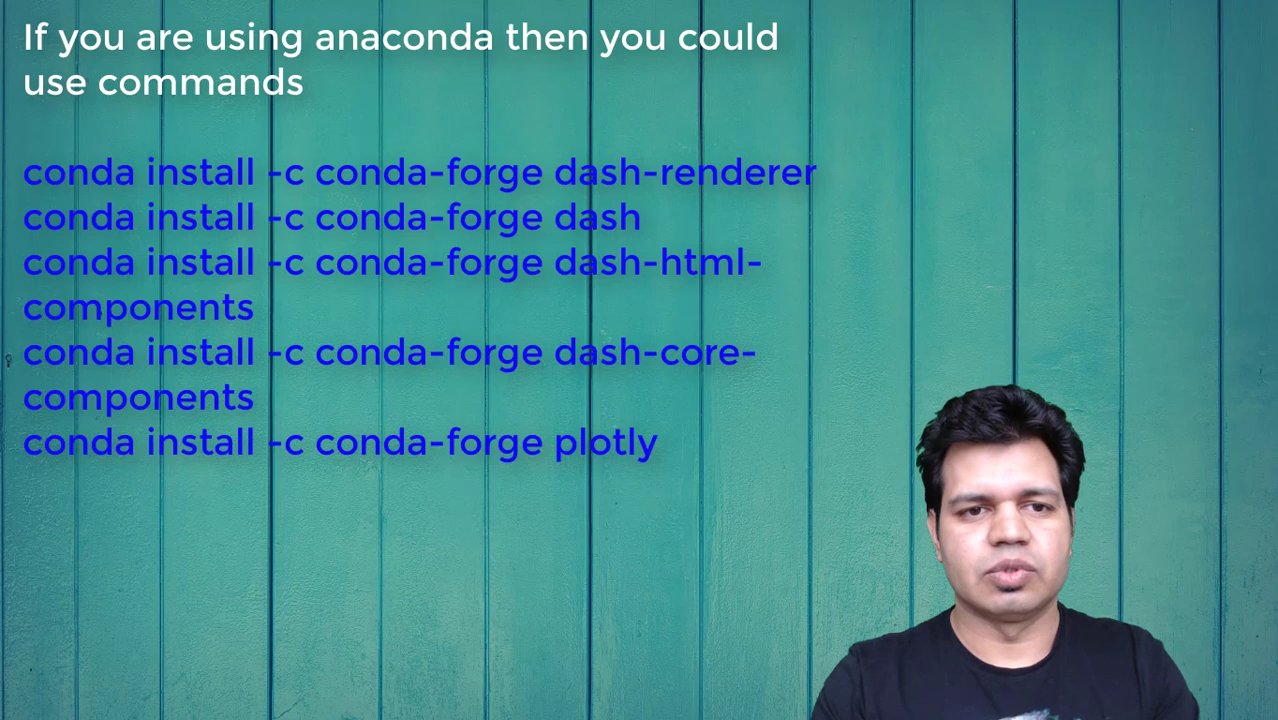 If you are using anaconda then you could
use commands
conda install -c conda-forge dash-renderer
conda install -c conda-forge dash
conda install -c conda-forge dash-html-
components
conda install -c conda-forge dash-core-
components
conda install -c conda-forge plotly